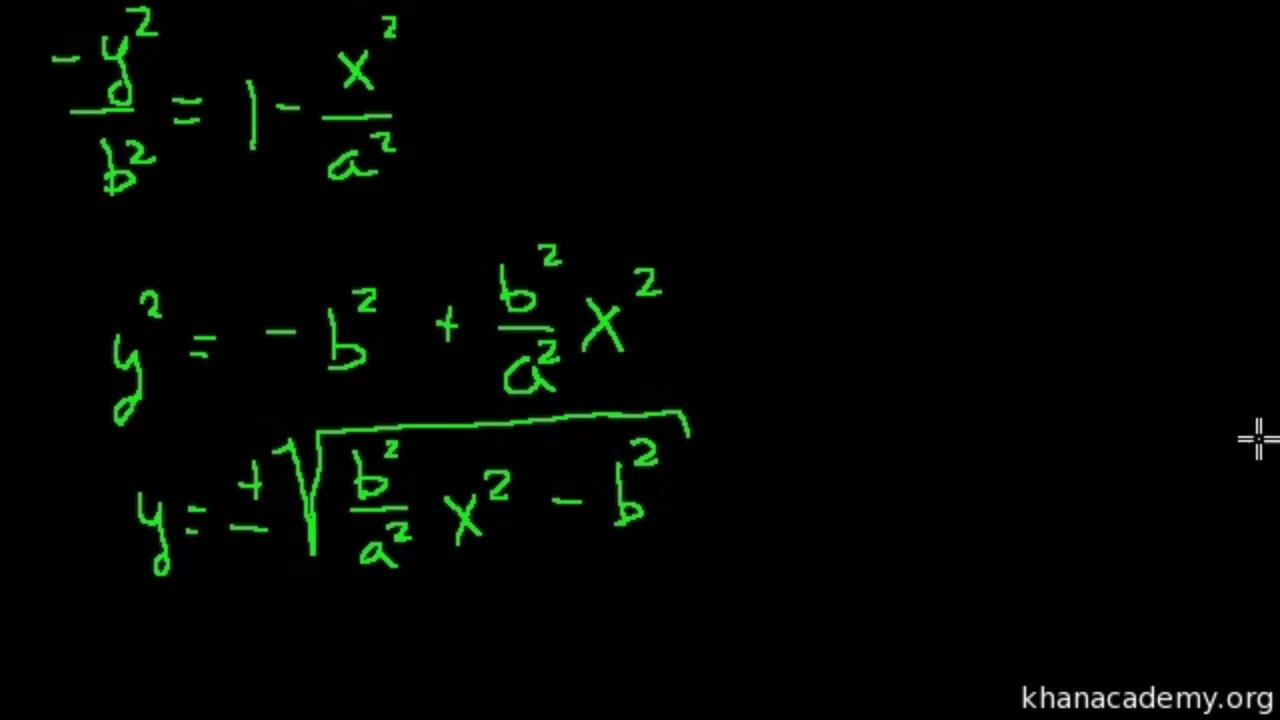 -y²/b² = 1 - x²/a²
y² = -b² + b²/a² x²
y = ±√(b²/a² x² - b²)
khanacademy.org